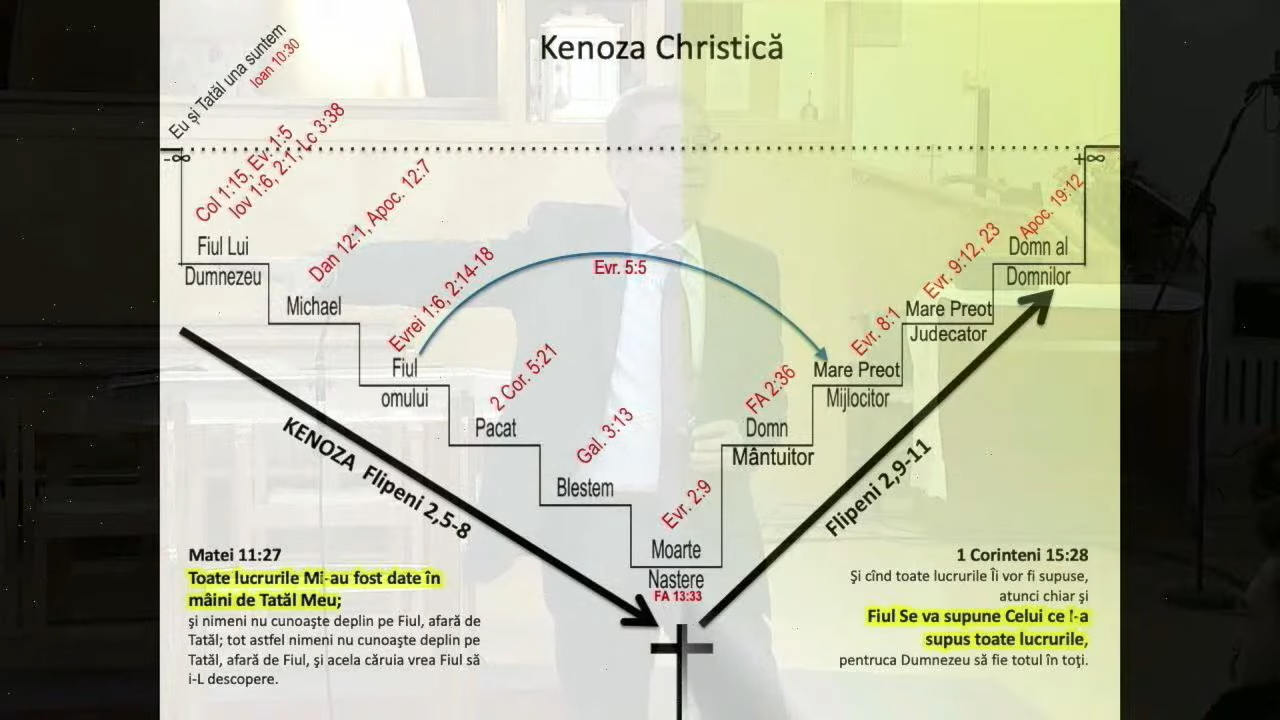 Kenoza Christică
Eu și Tatăl una suntem
Ioan 10:30
-∞
+∞
Col 1:15, Ev. 1:5
Iov 1:6, 2:1, Lc 3:38
Fiul Lui
Dumnezeu
Dan 12:1, Apoc. 12:7
Michael
Evrei 1:6, 2:14-18
Fiul
omului
Evr. 5:5
2 Cor. 5:21
Pacat
Gal. 3:13
Blestem
Evr. 2:9
Moarte
Nastere
FA 13:33
FA 2:36
Domn
Mântuitor
Evr. 8:1
Mare Preot
Mijlocitor
Evr. 9:12, 23
Mare Preot
Judecator
Apoc. 19:12
Domn al
Domnilor
KENOZA Flipeni 2,5-8
Flipeni 2,9-11
Matei 11:27
Toate lucrurile Mi-au fost date în
mâini de Tatăl Meu;
şi nimeni nu cunoaşte deplin pe Fiul, afară de
Tatăl; tot astfel nimeni nu cunoaşte deplin pe
Tatăl, afară de Fiul, şi acela căruia vrea Fiul să
i-L descopere.
1 Corinteni 15:28
Şi cînd toate lucrurile Îi vor fi supuse,
atunci chiar şi
Fiul Se va supune Celui ce I-a
supus toate lucrurile,
pentruca Dumnezeu să fie totul în toţi.